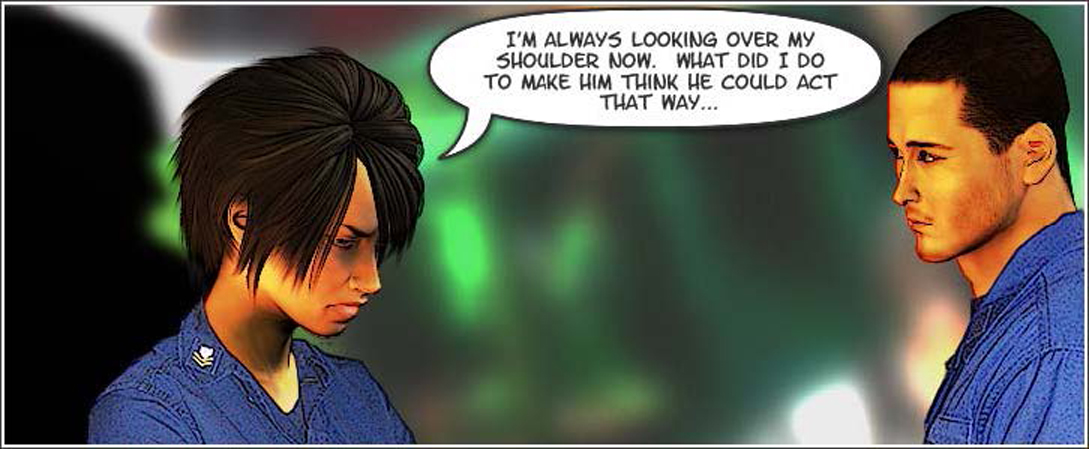 I'M ALWAYS LOOKING OVER MY
SHOULDER NOW. WHAT DID I DO
TO MAKE HIM THINK HE COULD ACT
THAT WAY...